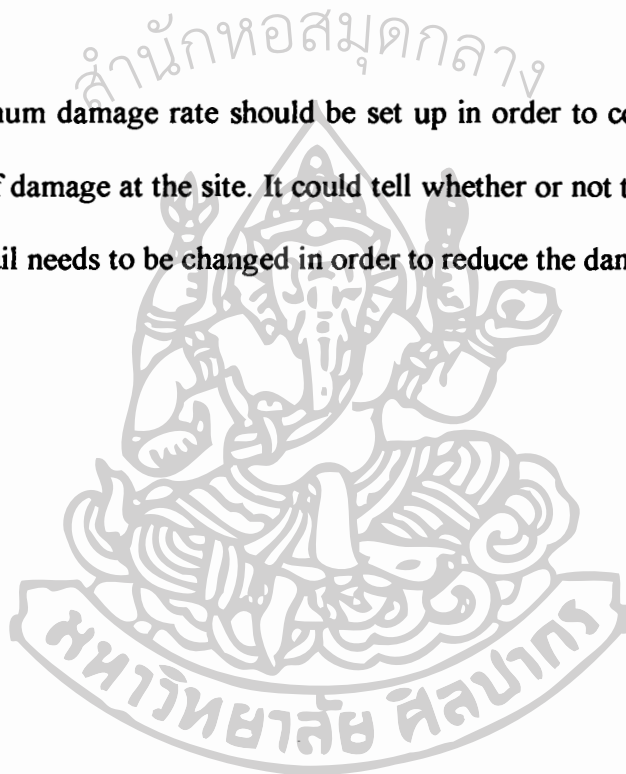 สำนักหอสมุดกลาง
num damage rate should be set up in order to co
f damage at the site. It could tell whether or not t
il needs to be changed in order to reduce the dan
มหาวิทยาลัย ศิลปากร